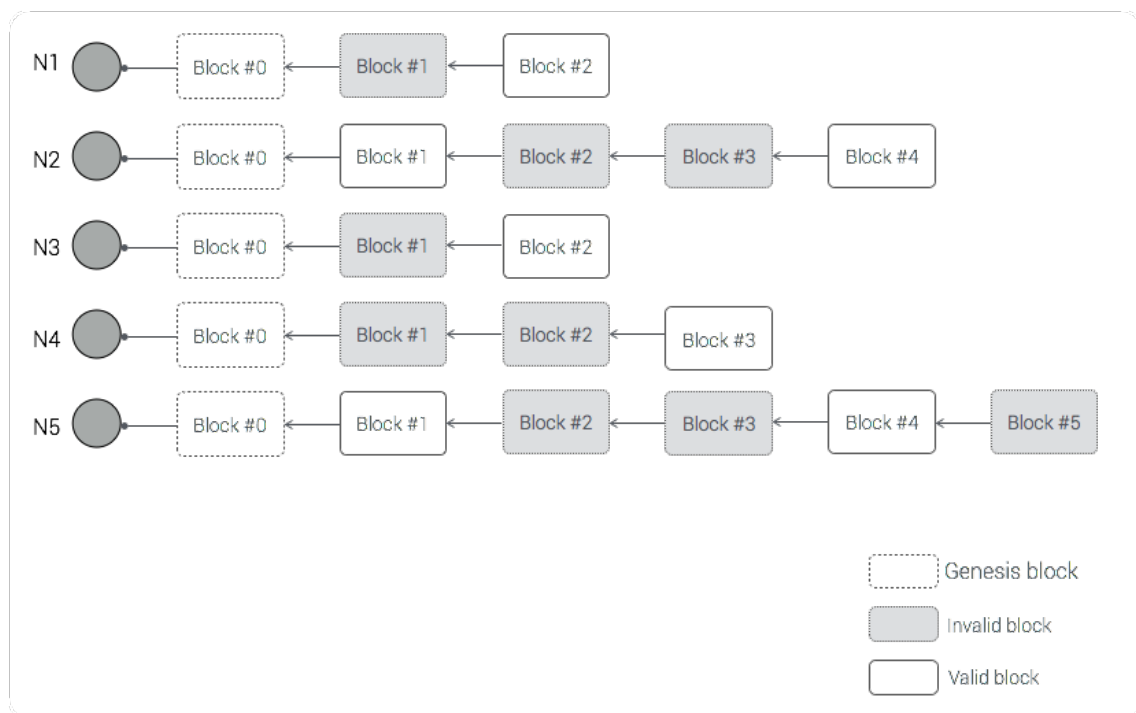 N1 Block #0 Block #1 Block #2
N2 Block #0 Block #1 Block #2 Block #3 Block #4
N3 Block #0 Block #1 Block #2
N4 Block #0 Block #1 Block #2 Block #3
N5 Block #0 Block #1 Block #2 Block #3 Block #4 Block #5
Genesis block
Invalid block
Valid block